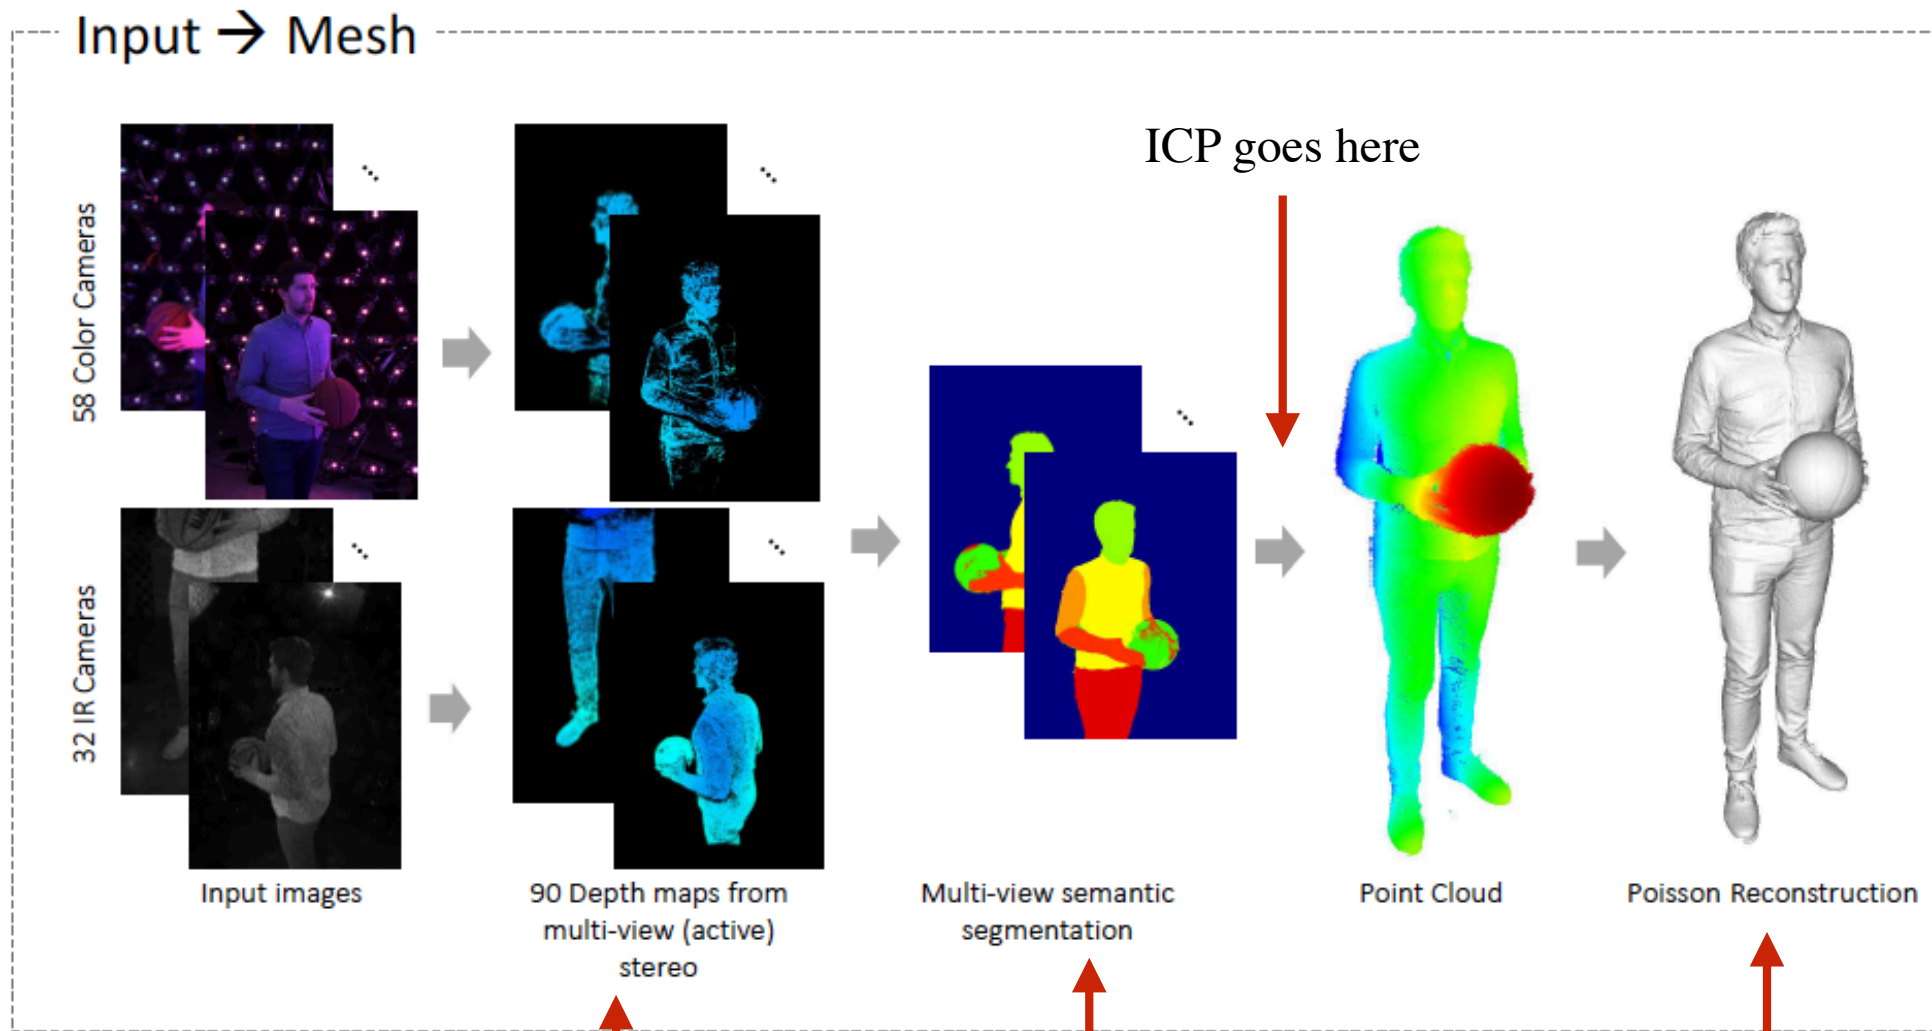 Input → Mesh
ICP goes here
58 Color Cameras
32 IR Cameras
Input images
90 Depth maps from
multi-view (active)
stereo
Multi-view semantic
segmentation
Point Cloud
Poisson Reconstruction